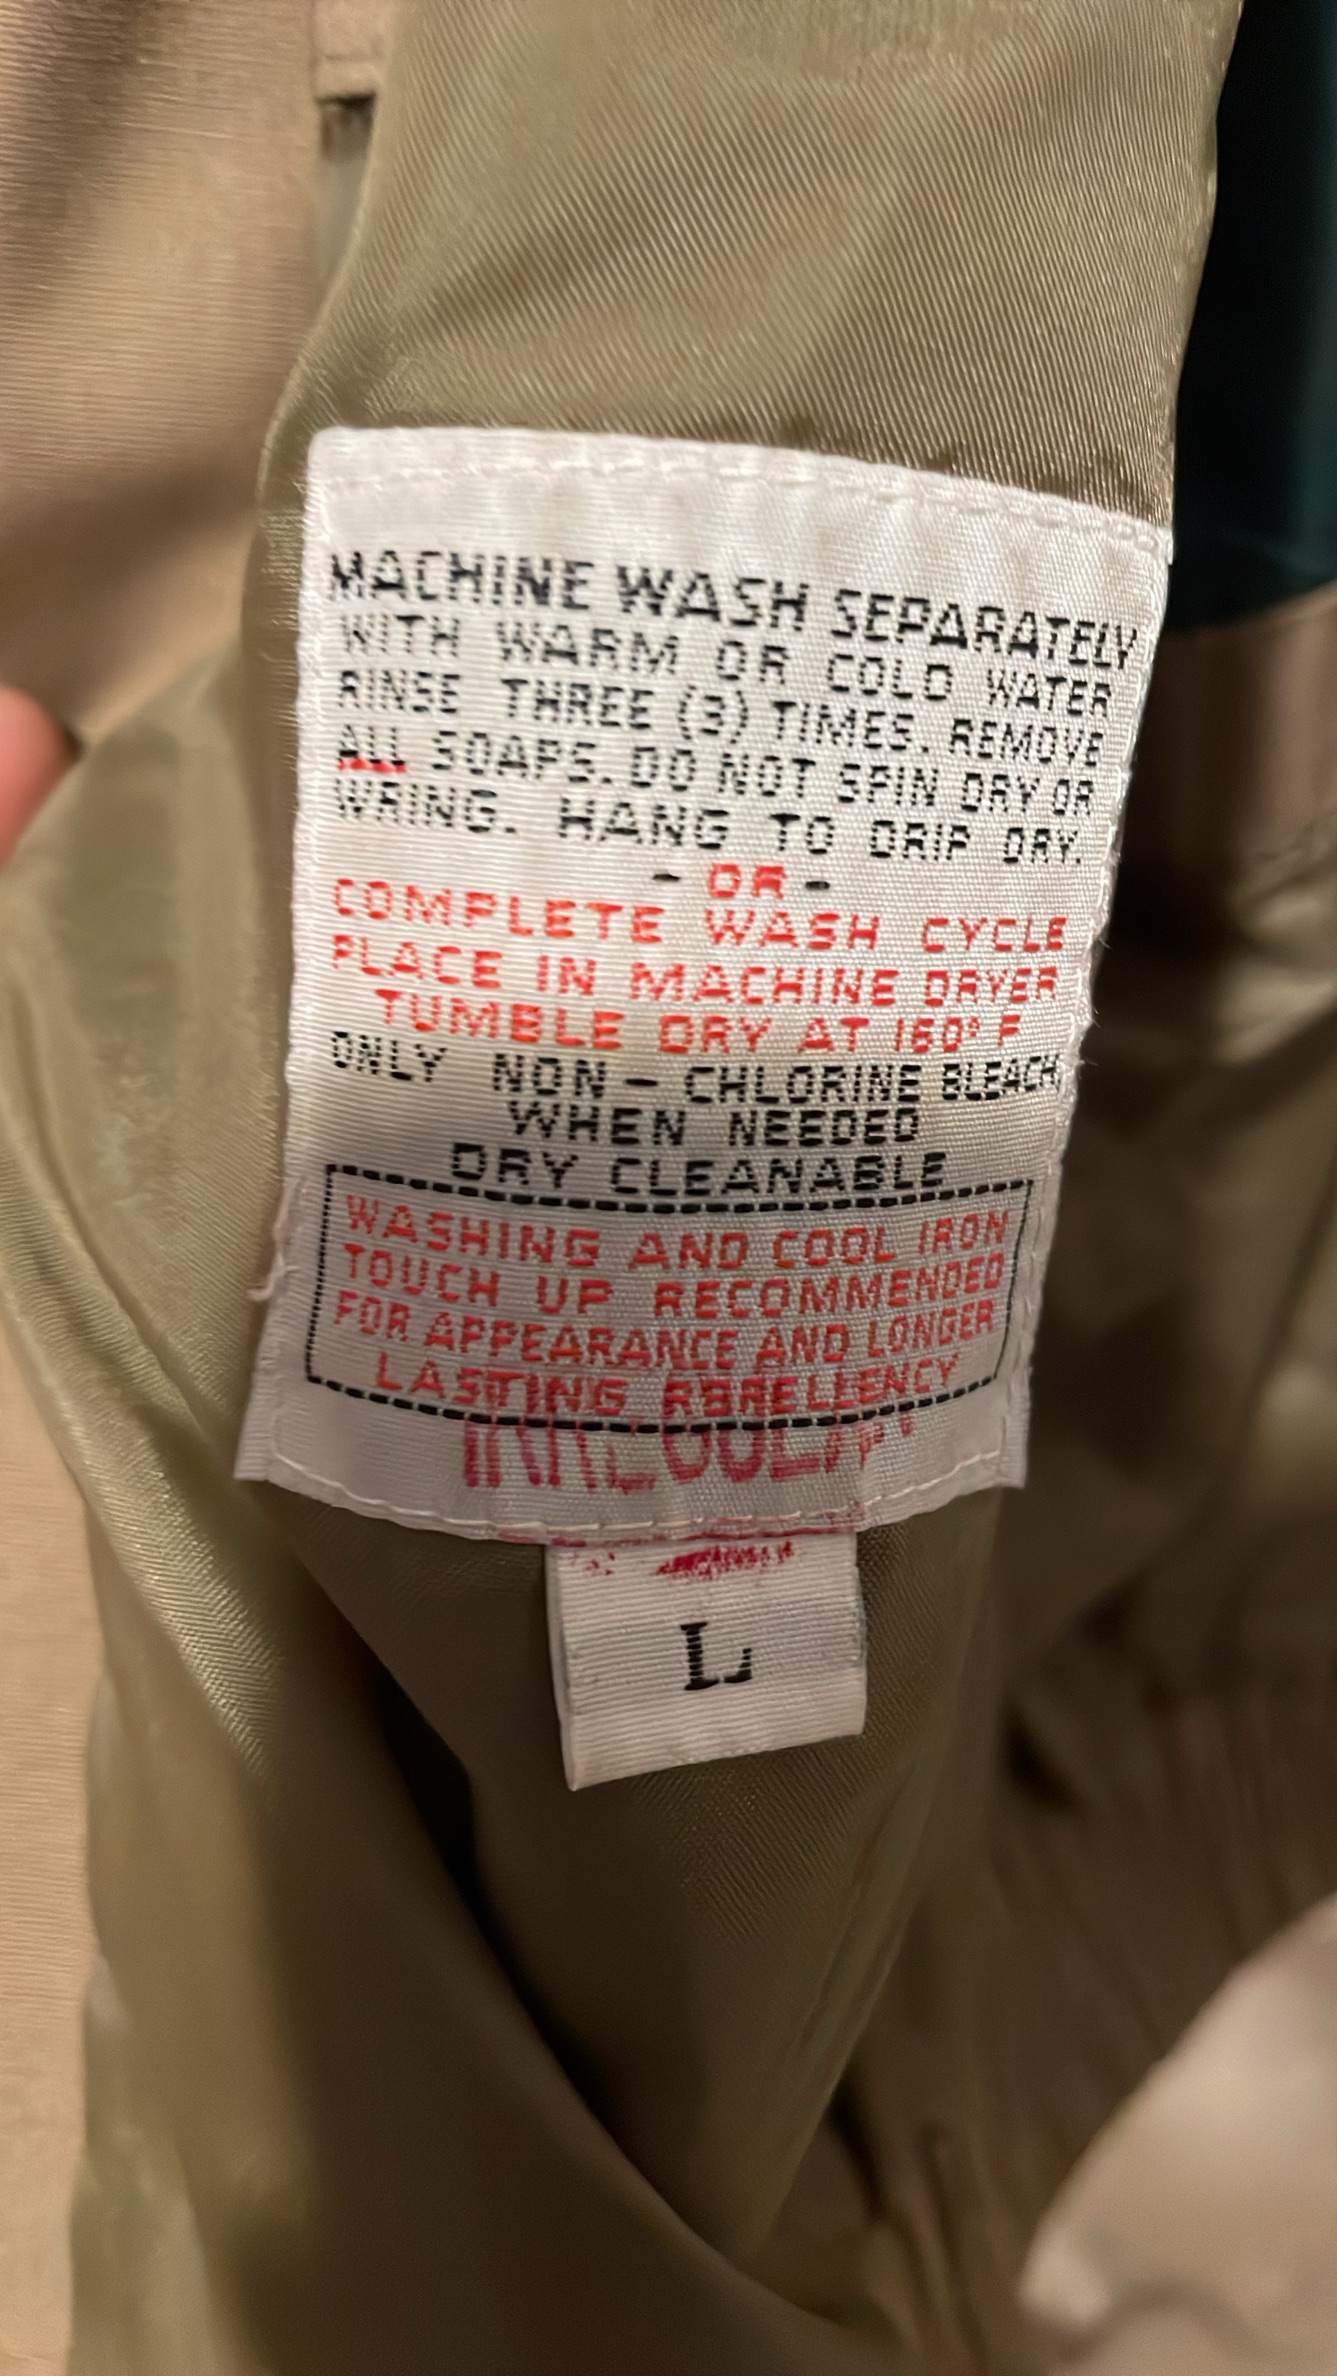 MACHINE WASH SEPARATELY
WITH WARM OR COLD WATER
RINSE THREE (3) TIMES. REMOVE
ALL SOAPS. DO NOT SPIN DRY OR
WRING. HANG TO DRIP DRY.
- OR -
COMPLETE WASH CYCLE
PLACE IN MACHINE DRYER
TUMBLE DRY AT 160° F
ONLY NON - CHLORINE BLEACH
WHEN NEEDED
DRY CLEANABLE
WASHING AND COOL IRON
TOUCH UP RECOMMENDED
FOR APPEARANCE AND LONGER
LASTING REPELLENCY
IRREGULAR
L